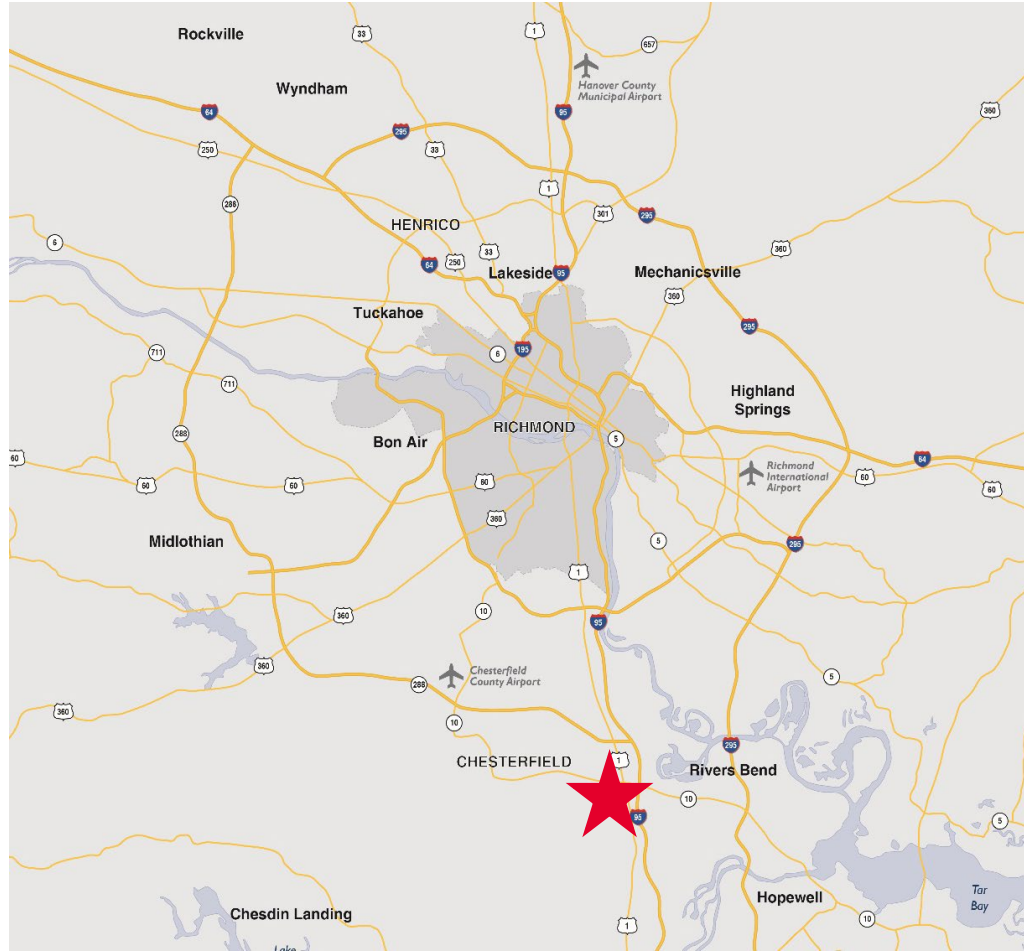 Rockville
33
1
657
Hanover County
Municipal Airport
Wyndham
64
295
95
360
250
33
288
1
301
295
6
HENRICO
33
250
64
Lakeside
95
Mechanicsville
360
360
Tuckahoe
295
711
195
6
711
Highland
Springs
288
Bon Air
RICHMOND
5
60
60
60
60
Richmond
International
Airport
64
60
60
360
Midlothian
5
295
1
10
360
95
360
Chesterfield
County Airport
288
5
360
10
295
CHESTERFIELD
1
Rivers Bend
10
95
5
Hopewell
Tar
Bay
Chesdin Landing
10
1
Lake